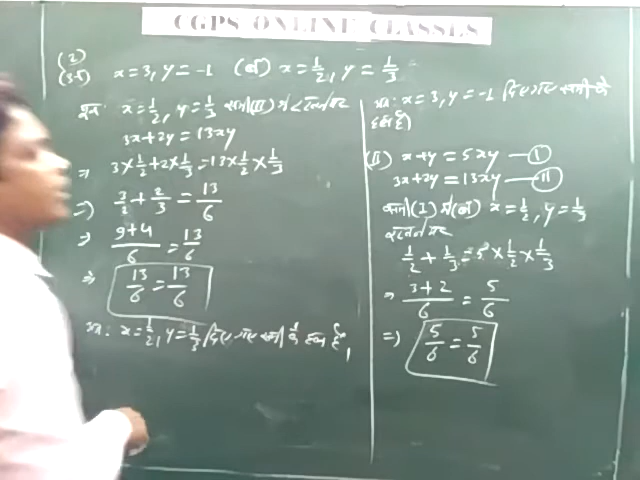 CGPS ONLINE CLASSES
(2)
(3.5) x = 3, y = -1 (ब) x = 1/2, y = 1/3
हल: x = 1/2, y = 1/3 समी(II) में रखने पर
3x + 2y = 13xy
⇒ 3 × 1/2 + 2 × 1/3 = 13 × 1/2 × 1/3
⇒ 3/2 + 2/3 = 13/6
⇒ (9+4)/6 = 13/6
⇒ 13/6 = 13/6
अतः x = 1/2, y = 1/3 दिए गए समी के हल हैं
अतः x = 3, y = -1 दिए गए समी के
हल हैं)
(II) x + y = 5xy — (I)
3x + 2y = 13xy — (II)
समी(I) में (ब) x = 1/2, y = 1/3
रखने पर
1/2 + 1/3 = 5 × 1/2 × 1/3
⇒ (3+2)/6 = 5/6
⇒) 5/6 = 5/6